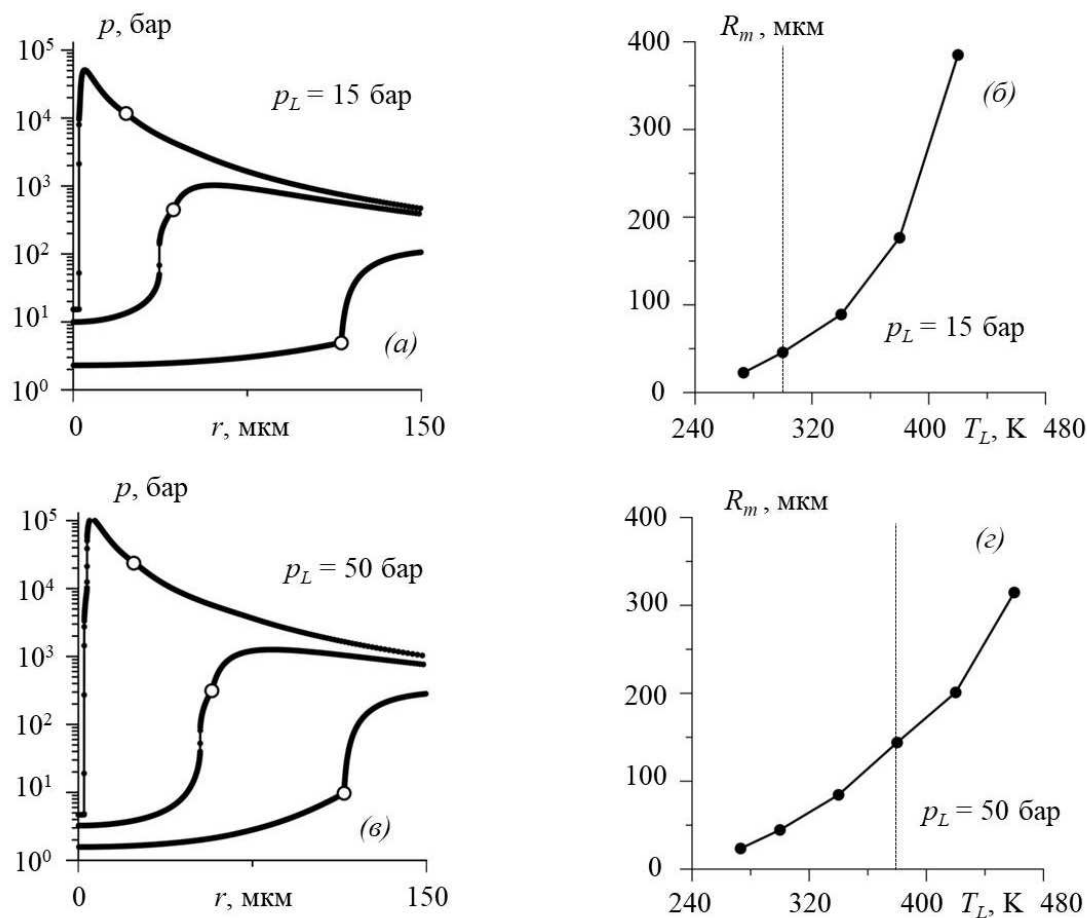 p, бар
10⁵
10⁴
10³
10²
10¹
10⁰
p_L = 15 бар
(а)
0
r, мкм
150
R_m, мкм
400
300
200
100
0
(б)
p_L = 15 бар
240
320
400
T_L, К
480
p, бар
10⁵
10⁴
10³
10²
10¹
10⁰
p_L = 50 бар
(в)
0
r, мкм
150
R_m, мкм
400
300
200
100
0
(г)
p_L = 50 бар
240
320
400
T_L, К
480